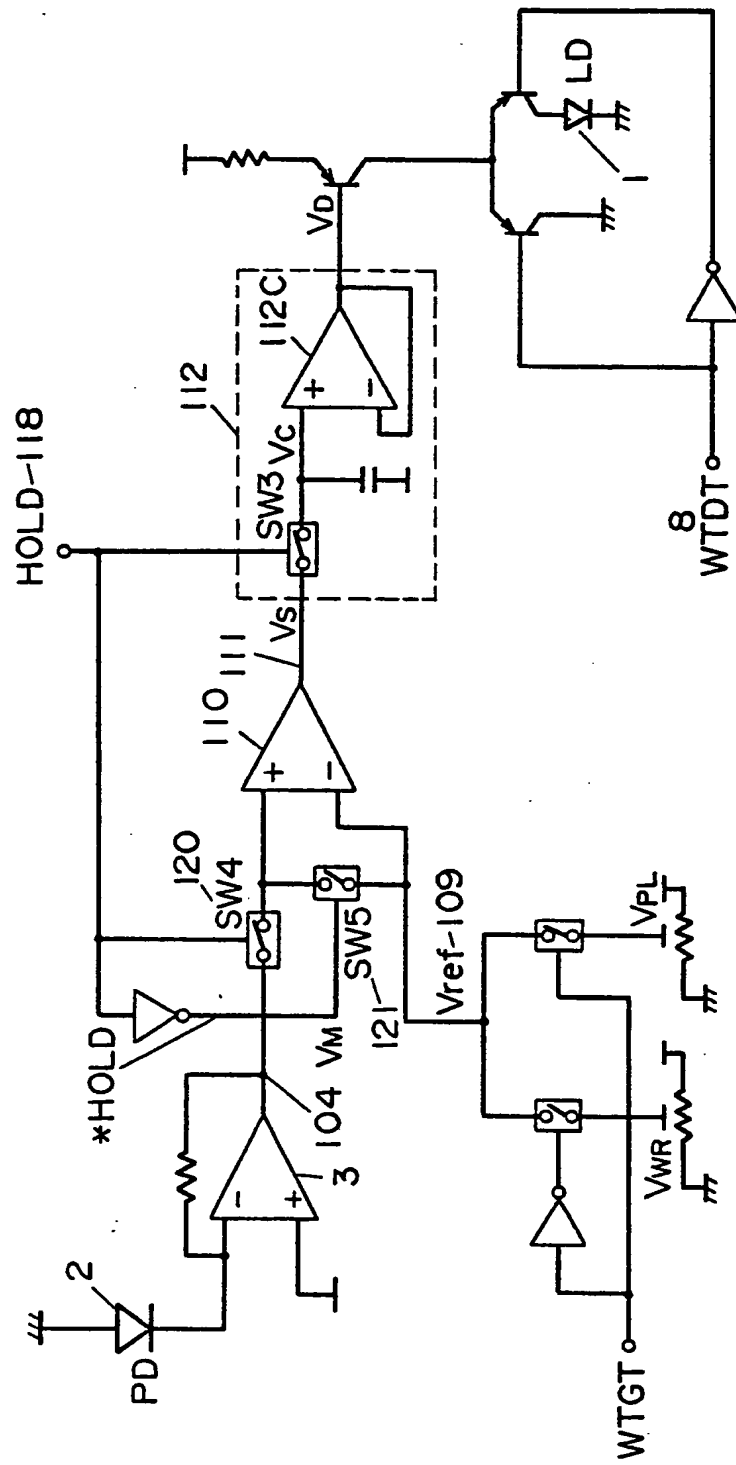 HOLD-118
*HOLD
120
SW4
110
111
VS
112
SW3
VC
112C
VD
+
−
+
−
2
PD
−
+
3
104
VM
SW5
121
Vref-109
VWR
VPL
WTGT
LD
1
8
WTDT